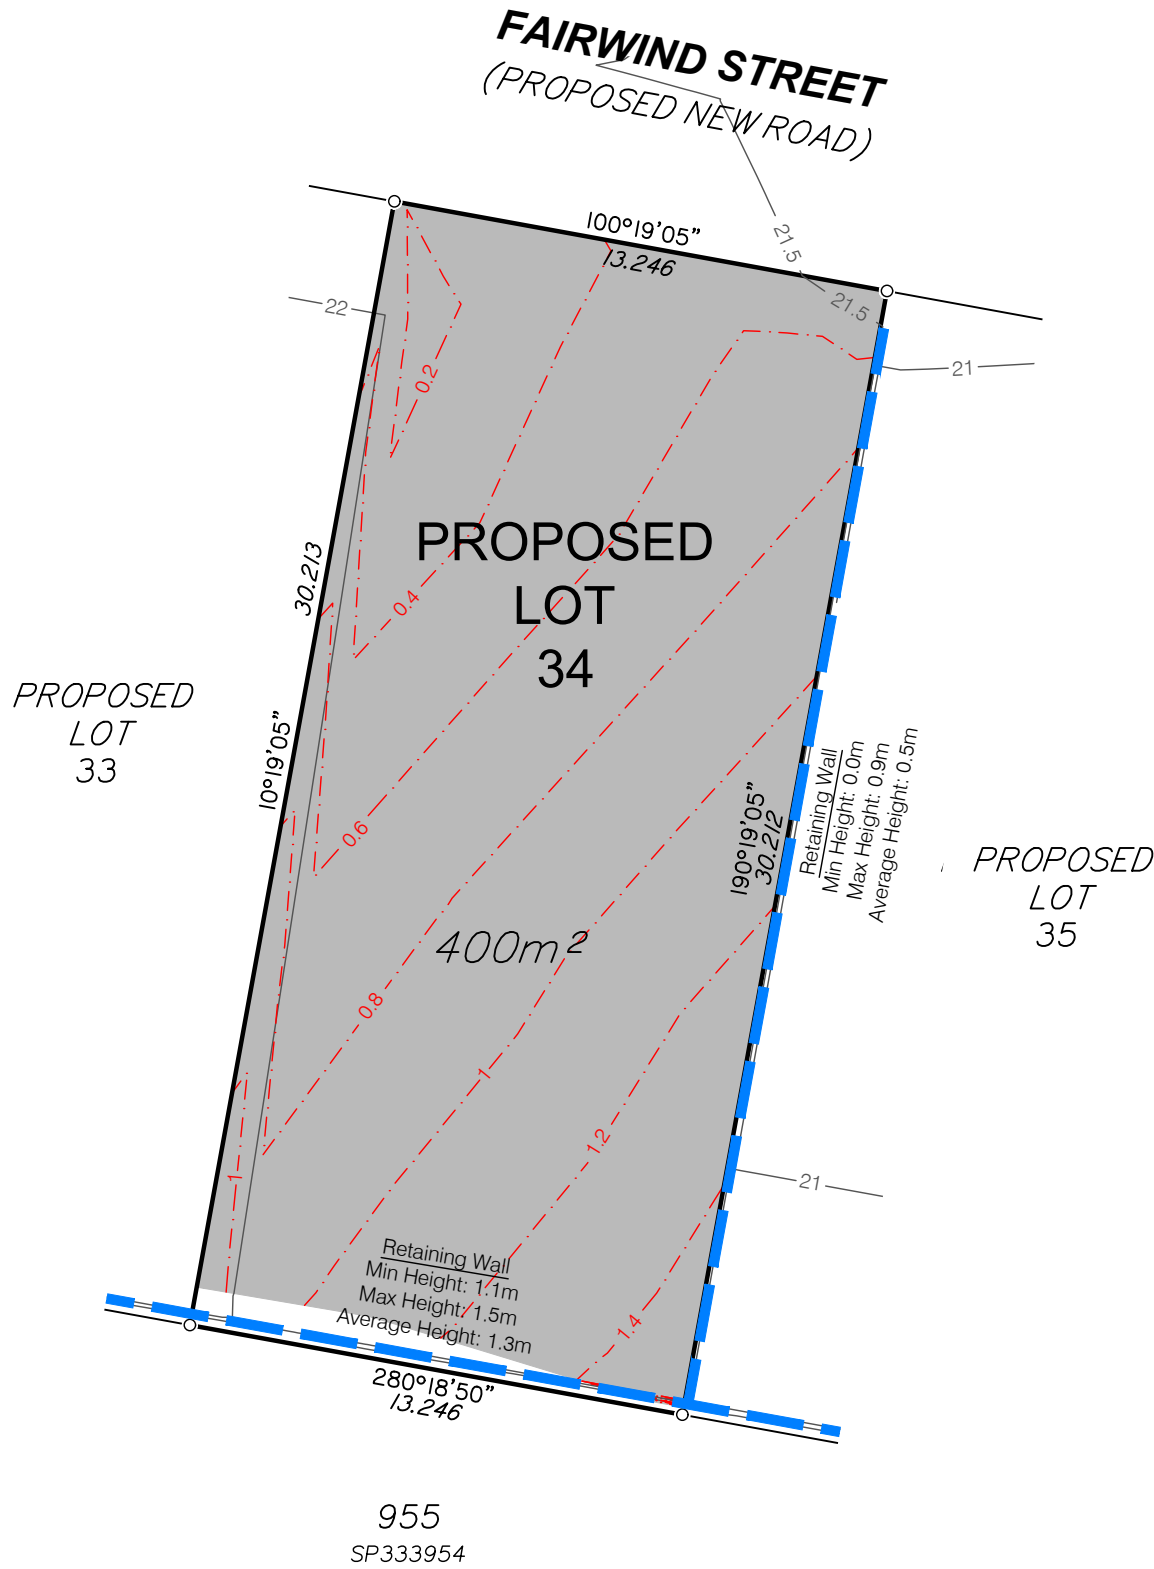 FAIRWIND STREET
(PROPOSED NEW ROAD)
100°19'05"
13.246
21.5
21.5
22
21
0.2
30.213
0.4
PROPOSED
LOT
34
PROPOSED
LOT
33
10°19'05"
0.6
190°19'05"
30.212
Retaining Wall
Min Height: 0.0m
Max Height: 0.9m
Average Height: 0.5m
PROPOSED
LOT
35
400m²
0.8
1
1.2
1
21
Retaining Wall
Min Height: 1.1m
Max Height: 1.5m
Average Height: 1.3m
1.4
280°18'50"
13.246
955
SP333954